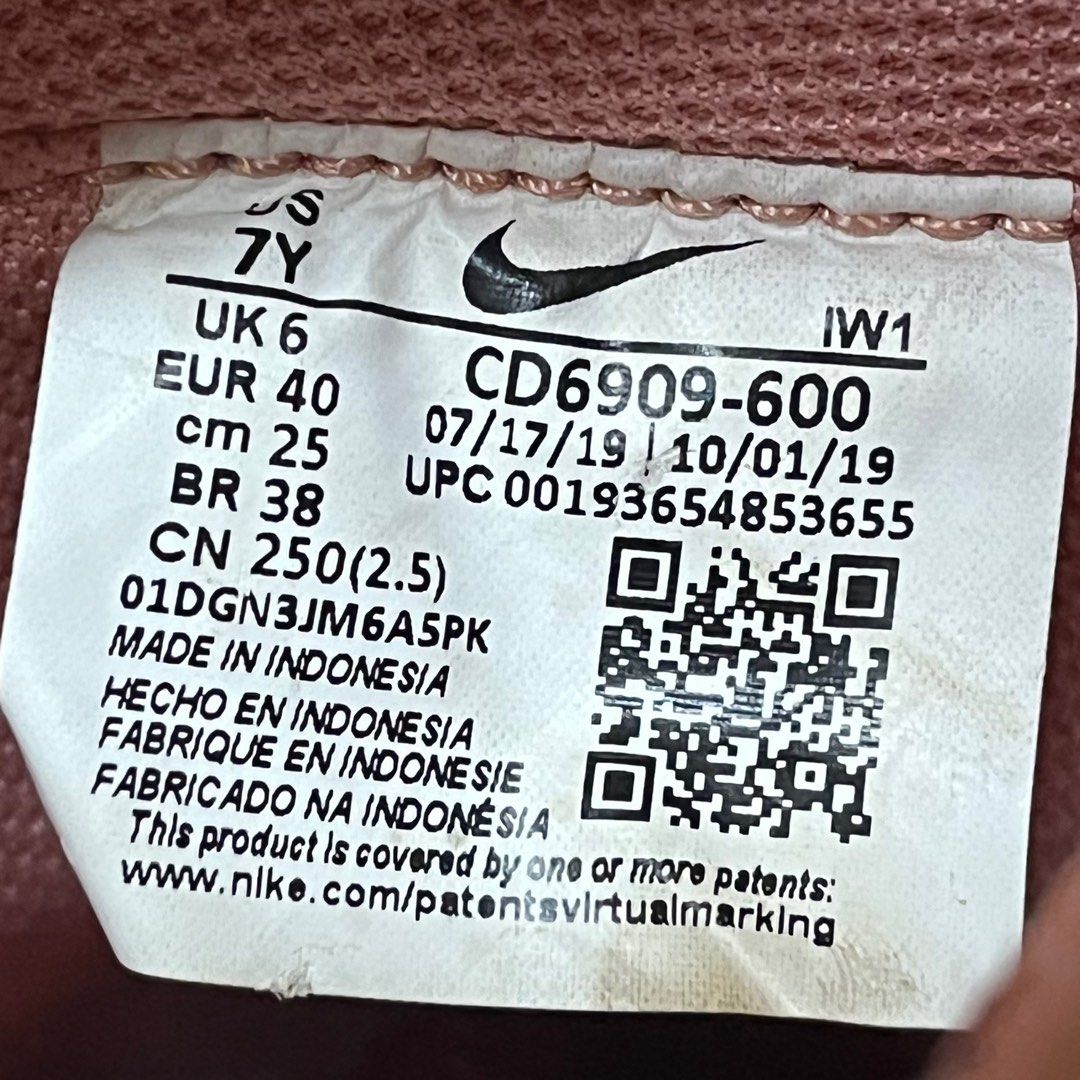 US
7Y
IW1
UK 6
EUR 40
cm 25
BR 38
CN 250(2.5)
CD6909-600
07/17/19 | 10/01/19
UPC 00193654853655
01DGN3JM6A5PK
MADE IN INDONESIA
HECHO EN INDONESIA
FABRIQUE EN INDONESIE
FABRICADO NA INDONÉSIA
This product is covered by one or more patents:
www.nike.com/patentsvirtualmarking